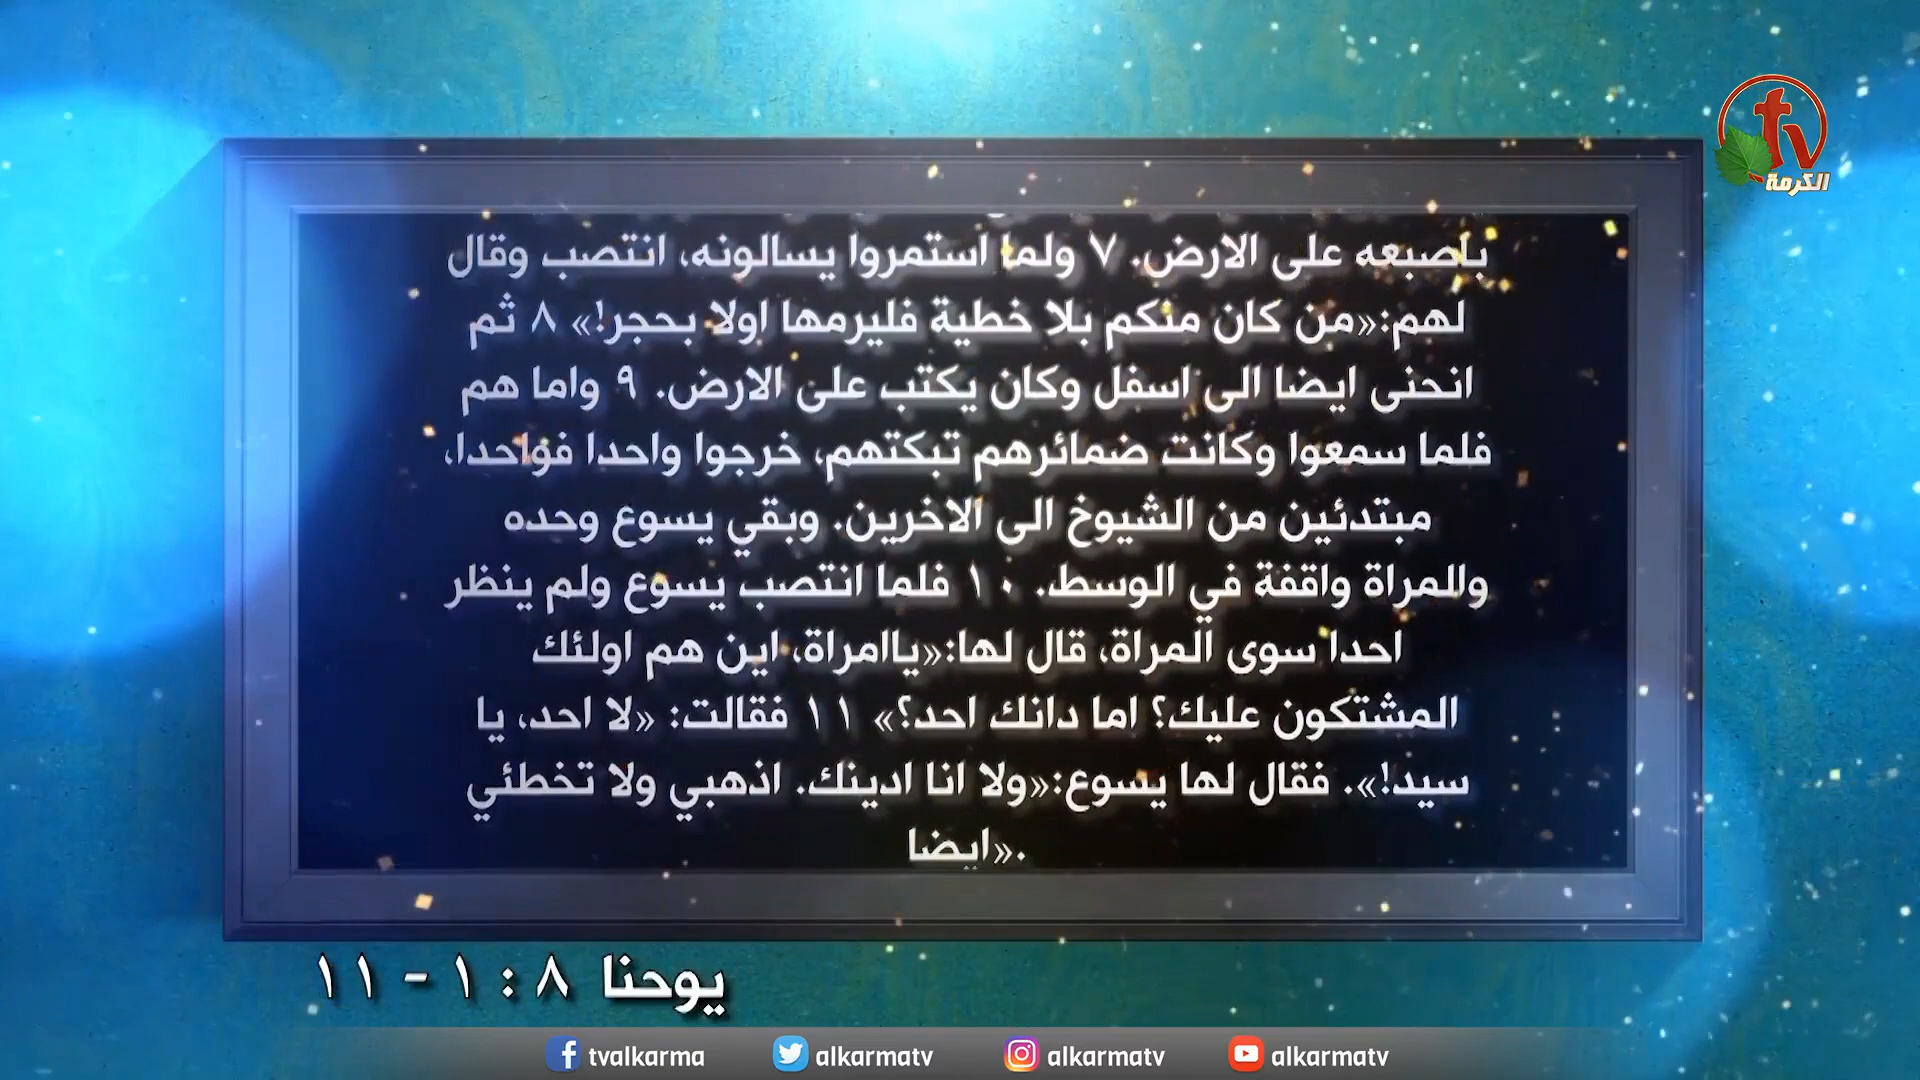 tv
الكرمة
باصبعه على الارض. ٧ ولما استمروا يسالونه، انتصب وقال
لهم:«من كان منكم بلا خطية فليرمها اولا بحجر!» ٨ ثم
انحنى ايضا الى اسفل وكان يكتب على الارض. ٩ واما هم
فلما سمعوا وكانت ضمائرهم تبكتهم، خرجوا واحدا فواحدا،
مبتدئين من الشيوخ الى الاخرين. وبقي يسوع وحده
والمراة واقفة في الوسط. ١٠ فلما انتصب يسوع ولم ينظر
احدا سوى المراة، قال لها:«ياامراة، اين هم اولئك
المشتكون عليك؟ اما دانك احد؟» ١١ فقالت: «لا احد، يا
سيد!». فقال لها يسوع:«ولا انا ادينك. اذهبي ولا تخطئي
.«ايضا
يوحنا ٨ : ١ - ١١
tvalkarma alkarmatv alkarmatv alkarmatv